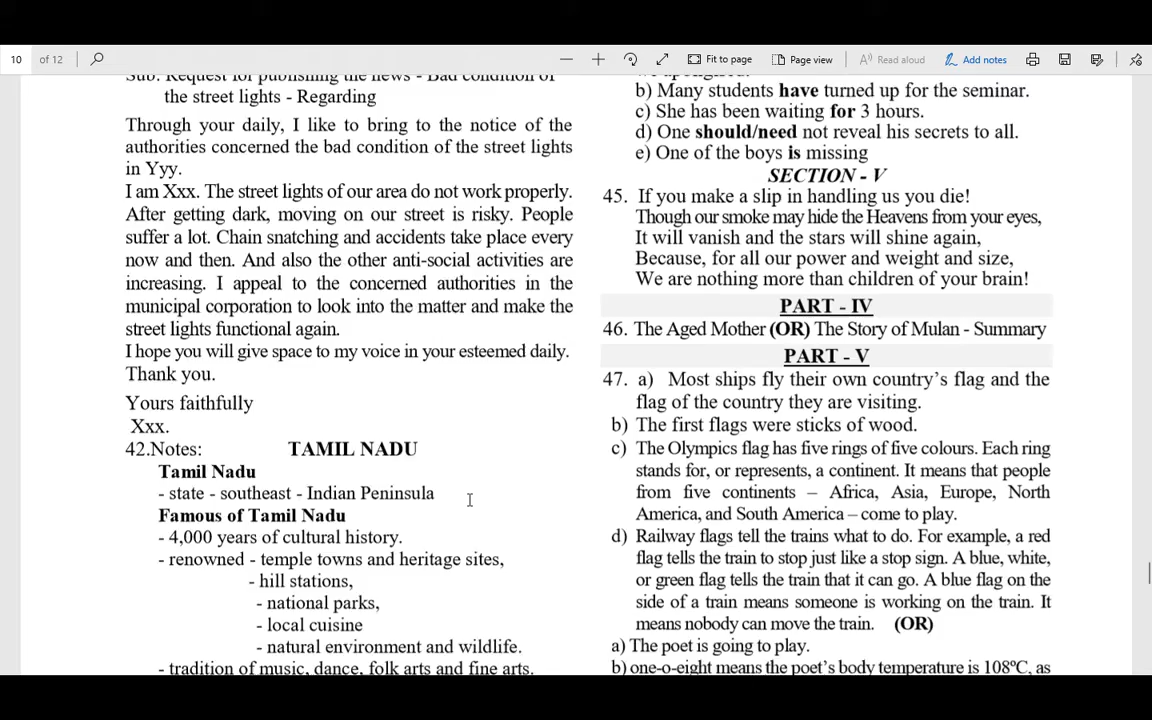 10 of 12
Fit to page
Page view
Read aloud
Add notes
Sub: Request for publishing the news - Bad condition of
the street lights - Regarding
Through your daily, I like to bring to the notice of the
authorities concerned the bad condition of the street lights
in Yyy.
I am Xxx. The street lights of our area do not work properly.
After getting dark, moving on our street is risky. People
suffer a lot. Chain snatching and accidents take place every
now and then. And also the other anti-social activities are
increasing. I appeal to the concerned authorities in the
municipal corporation to look into the matter and make the
street lights functional again.
I hope you will give space to my voice in your esteemed daily.
Thank you.
Yours faithfully
Xxx.
42.Notes: TAMIL NADU
Tamil Nadu
- state - southeast - Indian Peninsula
Famous of Tamil Nadu
- 4,000 years of cultural history.
- renowned - temple towns and heritage sites,
- hill stations,
- national parks,
- local cuisine
- natural environment and wildlife.
- tradition of music, dance, folk arts and fine arts.
b) Many students have turned up for the seminar.
c) She has been waiting for 3 hours.
d) One should/need not reveal his secrets to all.
e) One of the boys is missing
SECTION - V
45. If you make a slip in handling us you die!
Though our smoke may hide the Heavens from your eyes,
It will vanish and the stars will shine again,
Because, for all our power and weight and size,
We are nothing more than children of your brain!
PART - IV
46. The Aged Mother (OR) The Story of Mulan - Summary
PART - V
47. a) Most ships fly their own country's flag and the
flag of the country they are visiting.
b) The first flags were sticks of wood.
c) The Olympics flag has five rings of five colours. Each ring
stands for, or represents, a continent. It means that people
from five continents – Africa, Asia, Europe, North
America, and South America – come to play.
d) Railway flags tell the trains what to do. For example, a red
flag tells the train to stop just like a stop sign. A blue, white,
or green flag tells the train that it can go. A blue flag on the
side of a train means someone is working on the train. It
means nobody can move the train. (OR)
a) The poet is going to play.
b) one-o-eight means the poet's body temperature is 108ºC, as